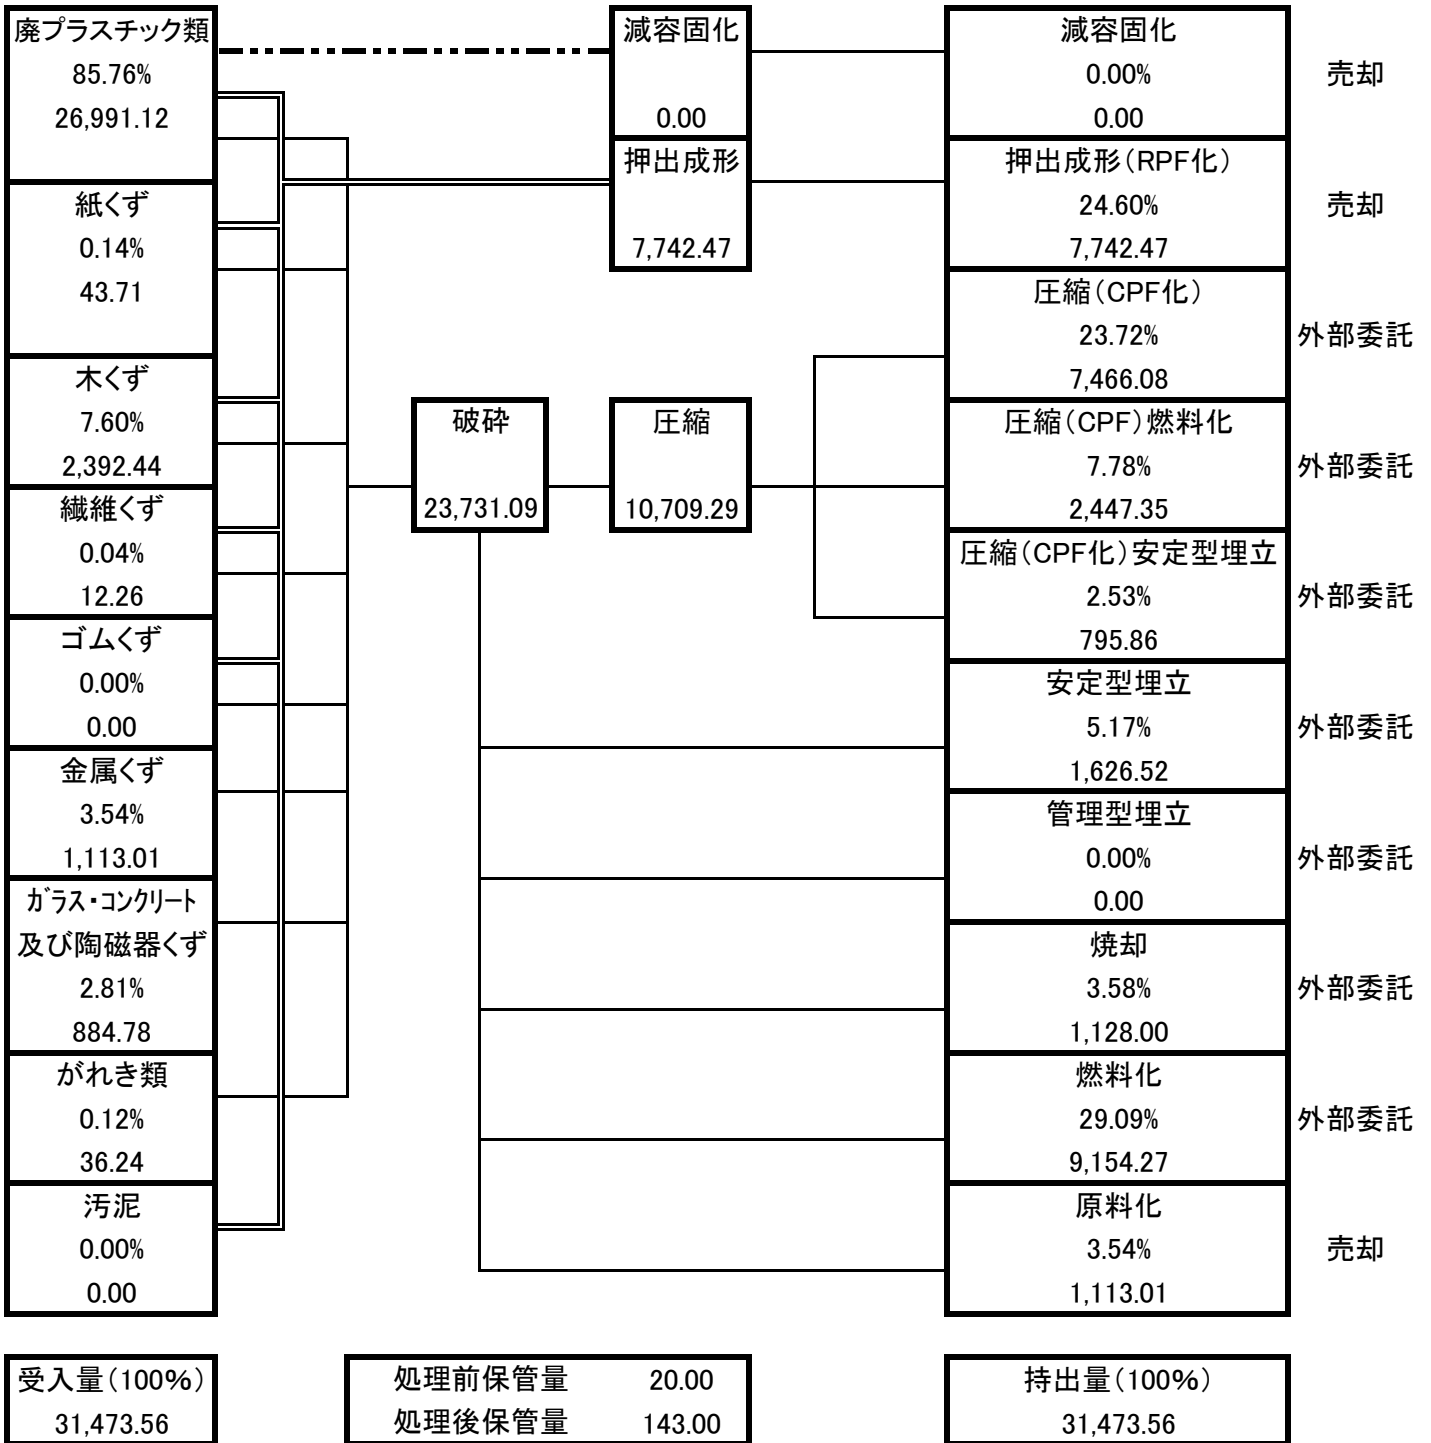 廃プラスチック類
85.76%
26,991.12
紙くず
0.14%
43.71
木くず
7.60%
2,392.44
繊維くず
0.04%
12.26
ゴムくず
0.00%
0.00
金属くず
3.54%
1,113.01
ガラス・コンクリート
及び陶磁器くず
2.81%
884.78
がれき類
0.12%
36.24
汚泥
0.00%
0.00
受入量(100%)
31,473.56
破砕
23,731.09
減容固化
0.00
押出成形
7,742.47
圧縮
10,709.29
処理前保管量 20.00
処理後保管量 143.00
減容固化
0.00%
0.00
売却
押出成形(RPF化)
24.60%
7,742.47
売却
圧縮(CPF化)
23.72%
7,466.08
外部委託
圧縮(CPF)燃料化
7.78%
2,447.35
外部委託
圧縮(CPF化)安定型埋立
2.53%
795.86
外部委託
安定型埋立
5.17%
1,626.52
外部委託
管理型埋立
0.00%
0.00
外部委託
焼却
3.58%
1,128.00
外部委託
燃料化
29.09%
9,154.27
外部委託
原料化
3.54%
1,113.01
売却
持出量(100%)
31,473.56